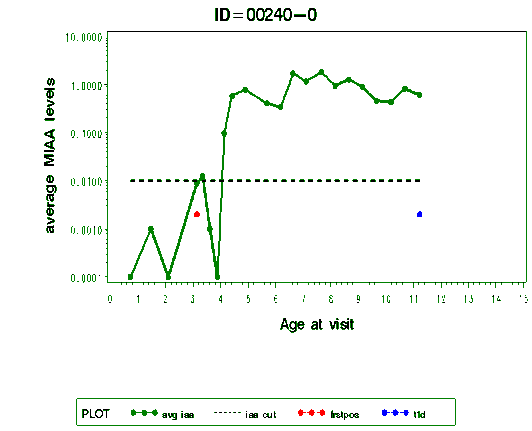 ID=00240-0
average MIAA levels
10.0000
1.0000
0.1000
0.0100
0.0010
0.0001
0 1 2 3 4 5 6 7 8 9 10 11 12 13 14 15
Age at visit
PLOT avg iaa iaa cut frstpos t1d